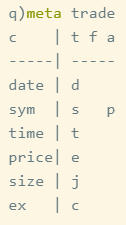 q)meta trade
c    | t f a
-----| -----
date | d
sym  | s   p
time | t
price| e
size | j
ex   | c